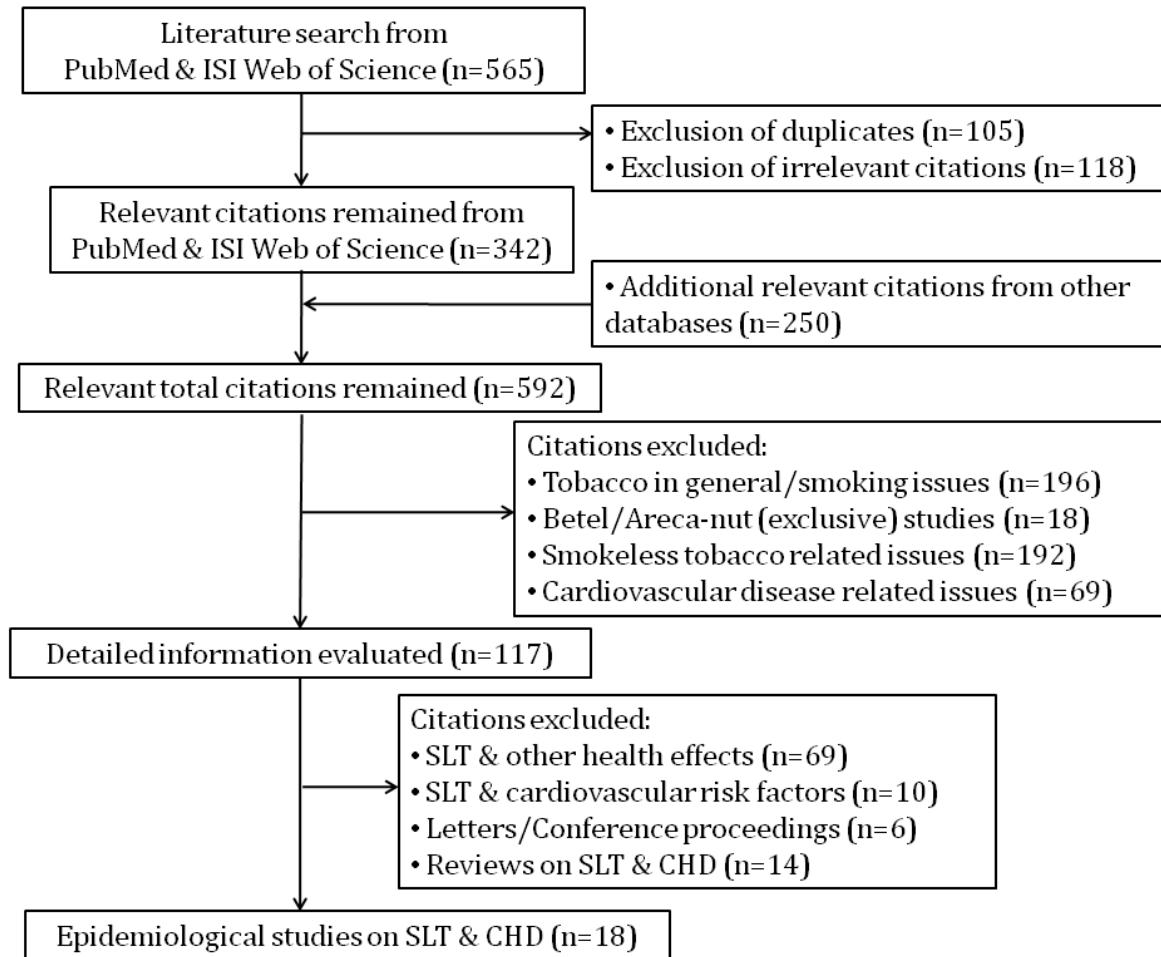 Literature search from
PubMed & ISI Web of Science (n=565)
• Exclusion of duplicates (n=105)
• Exclusion of irrelevant citations (n=118)
Relevant citations remained from
PubMed & ISI Web of Science (n=342)
• Additional relevant citations from other
databases (n=250)
Relevant total citations remained (n=592)
Citations excluded:
• Tobacco in general/smoking issues (n=196)
• Betel/Areca-nut (exclusive) studies (n=18)
• Smokeless tobacco related issues (n=192)
• Cardiovascular disease related issues (n=69)
Detailed information evaluated (n=117)
Citations excluded:
• SLT & other health effects (n=69)
• SLT & cardiovascular risk factors (n=10)
• Letters/Conference proceedings (n=6)
• Reviews on SLT & CHD (n=14)
Epidemiological studies on SLT & CHD (n=18)